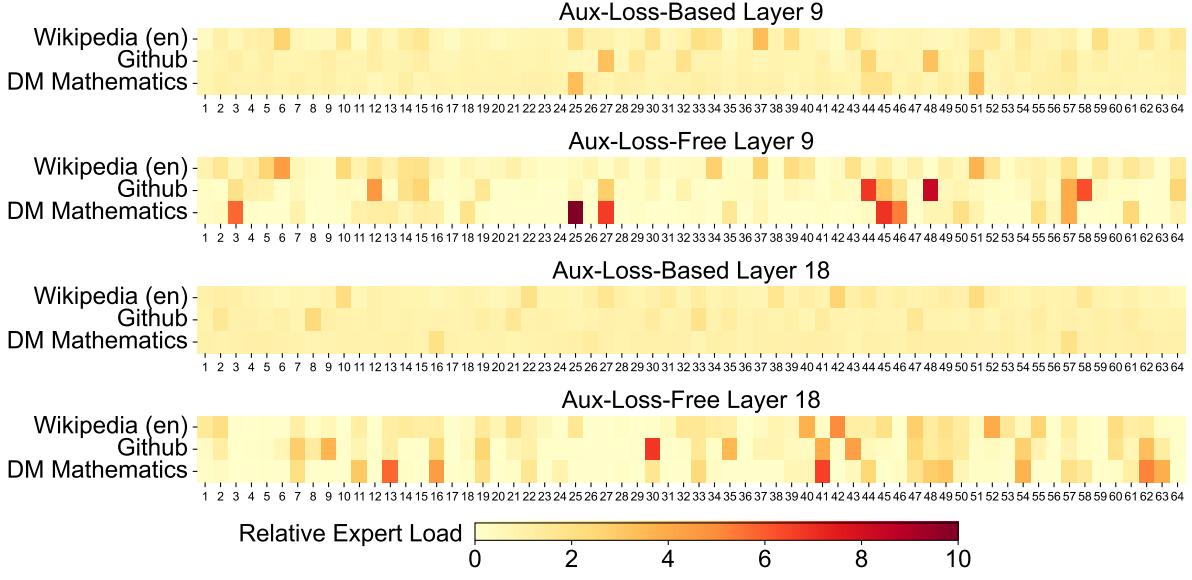 Aux-Loss-Based Layer 9
Wikipedia (en)
Github
DM Mathematics
1 2 3 4 5 6 7 8 9 10 11 12 13 14 15 16 17 18 19 20 21 22 23 24 25 26 27 28 29 30 31 32 33 34 35 36 37 38 39 40 41 42 43 44 45 46 47 48 49 50 51 52 53 54 55 56 57 58 59 60 61 62 63 64
Aux-Loss-Free Layer 9
Wikipedia (en)
Github
DM Mathematics
1 2 3 4 5 6 7 8 9 10 11 12 13 14 15 16 17 18 19 20 21 22 23 24 25 26 27 28 29 30 31 32 33 34 35 36 37 38 39 40 41 42 43 44 45 46 47 48 49 50 51 52 53 54 55 56 57 58 59 60 61 62 63 64
Aux-Loss-Based Layer 18
Wikipedia (en)
Github
DM Mathematics
1 2 3 4 5 6 7 8 9 10 11 12 13 14 15 16 17 18 19 20 21 22 23 24 25 26 27 28 29 30 31 32 33 34 35 36 37 38 39 40 41 42 43 44 45 46 47 48 49 50 51 52 53 54 55 56 57 58 59 60 61 62 63 64
Aux-Loss-Free Layer 18
Wikipedia (en)
Github
DM Mathematics
1 2 3 4 5 6 7 8 9 10 11 12 13 14 15 16 17 18 19 20 21 22 23 24 25 26 27 28 29 30 31 32 33 34 35 36 37 38 39 40 41 42 43 44 45 46 47 48 49 50 51 52 53 54 55 56 57 58 59 60 61 62 63 64
Relative Expert Load
0 2 4 6 8 10